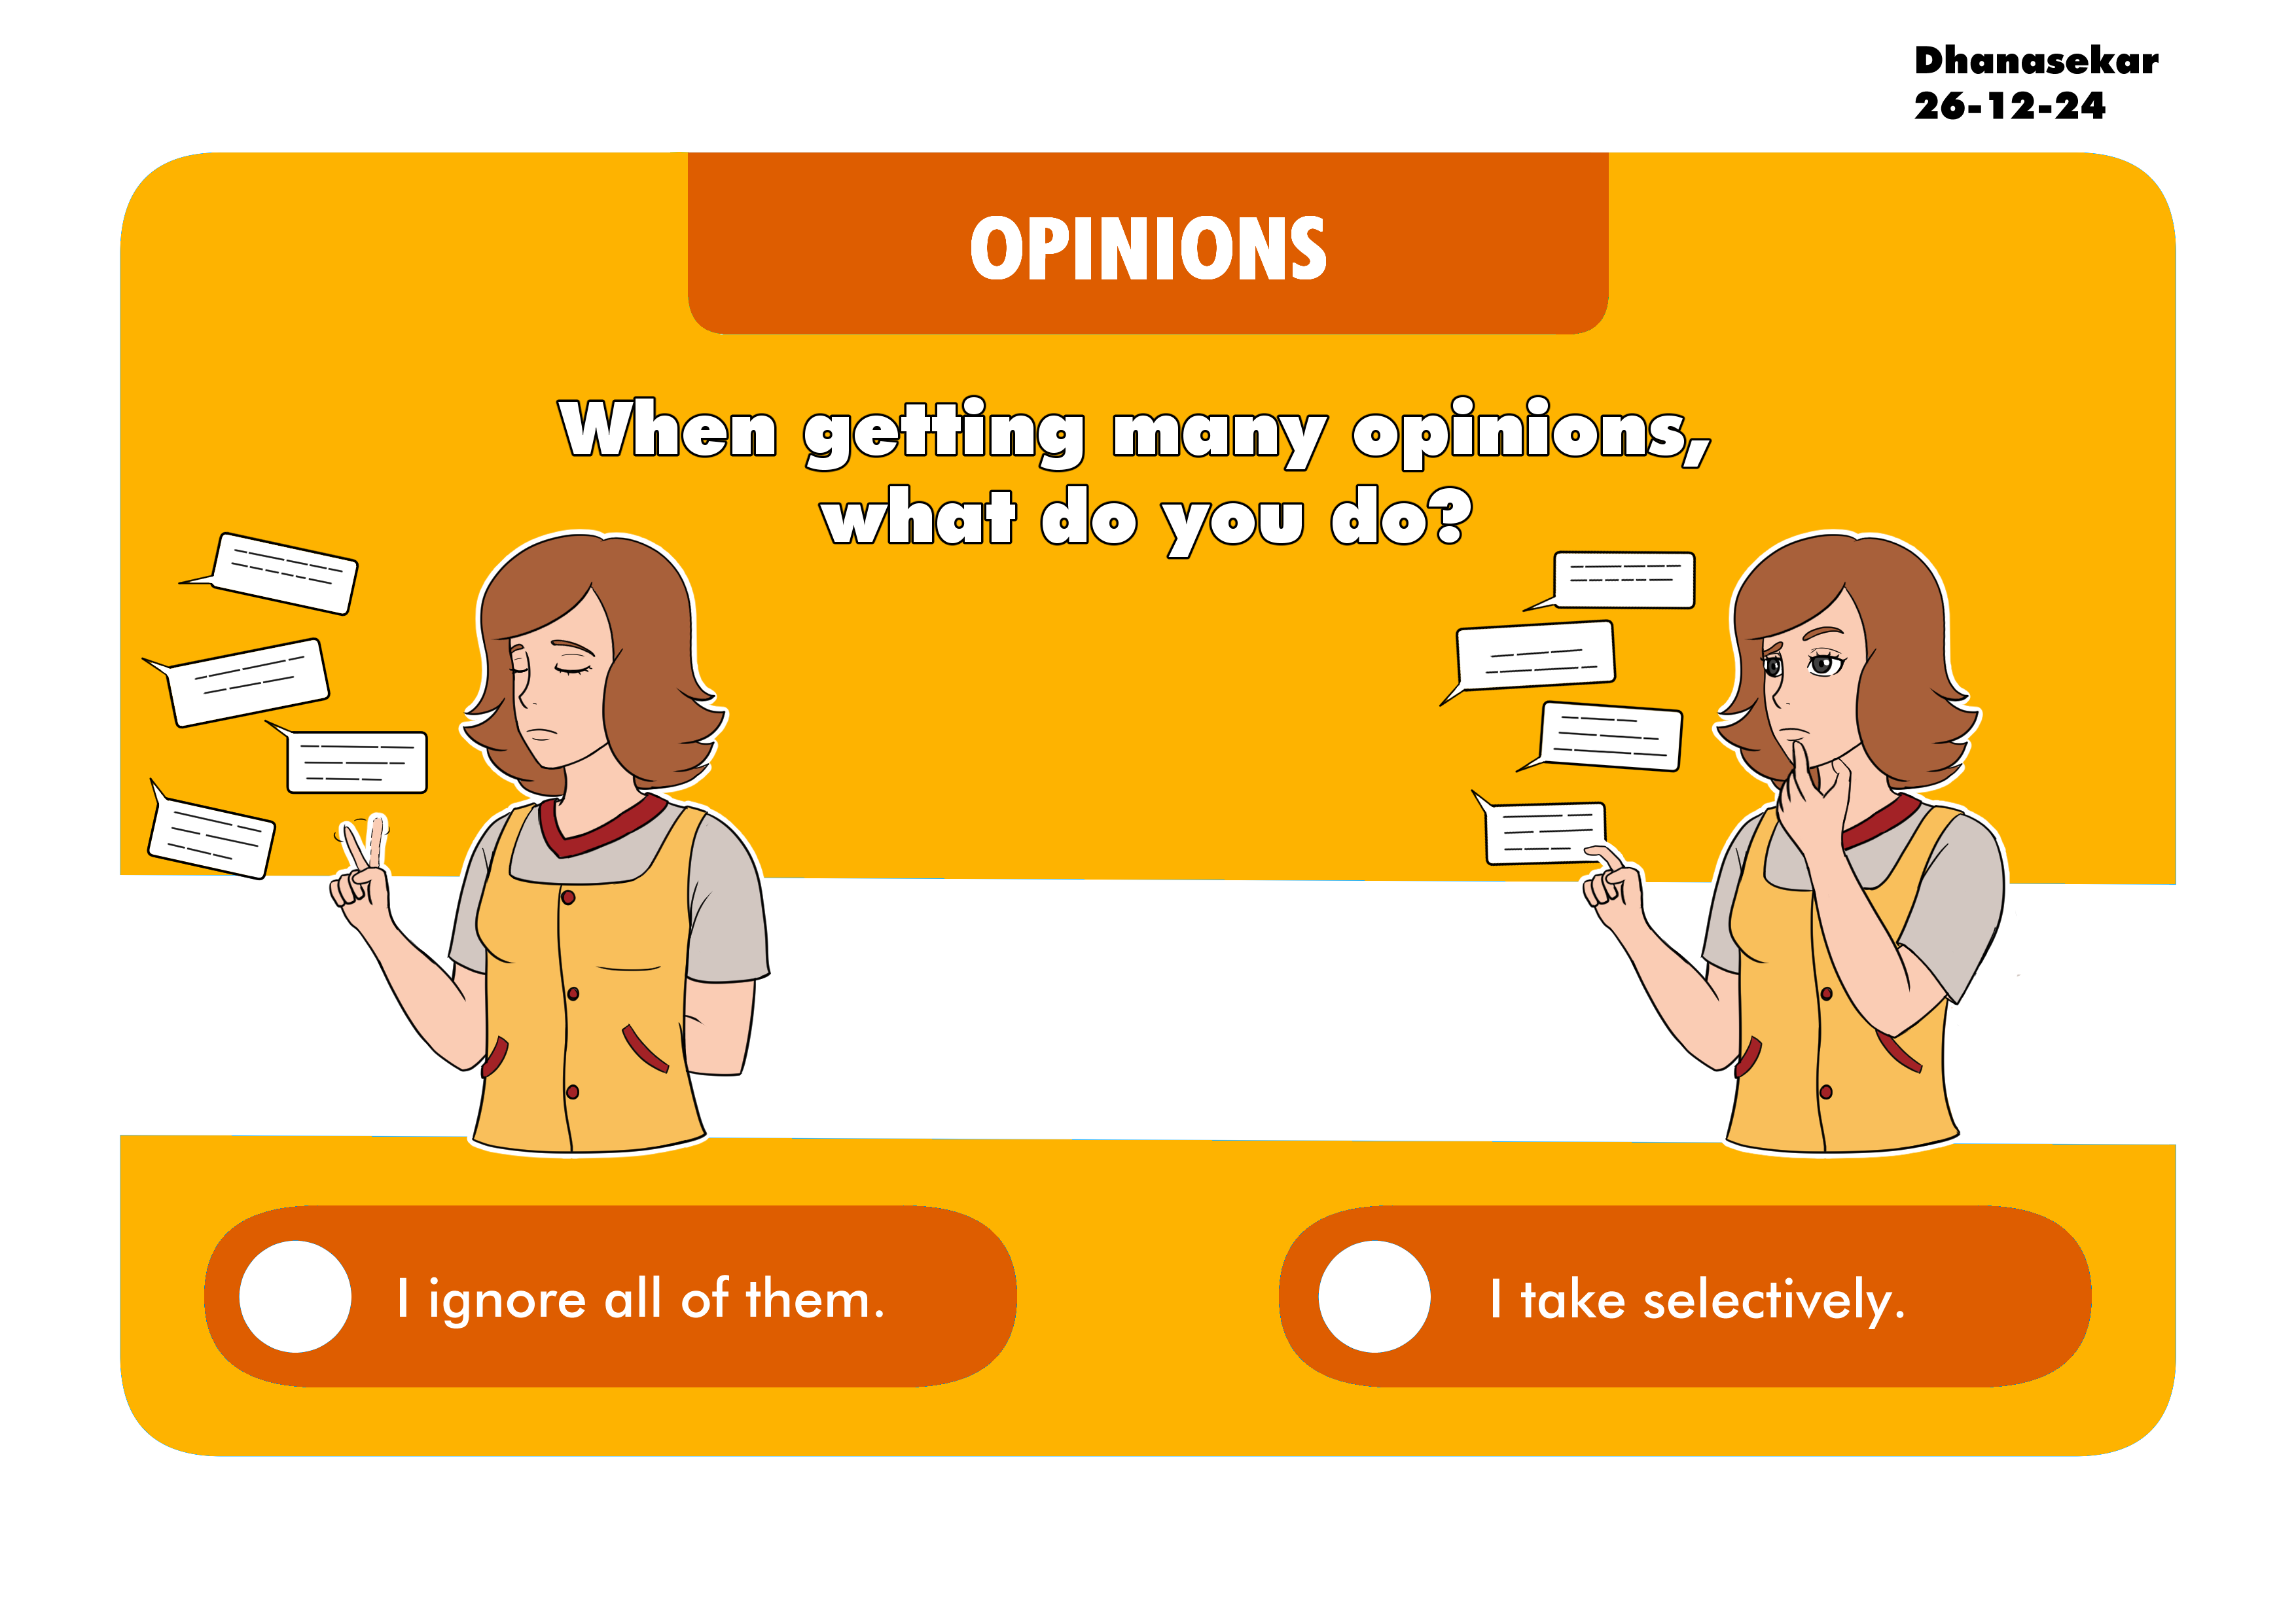 Dhanasekar
26-12-24
OPINIONS
When getting many opinions,
what do you do?
I ignore all of them.
I take selectively.